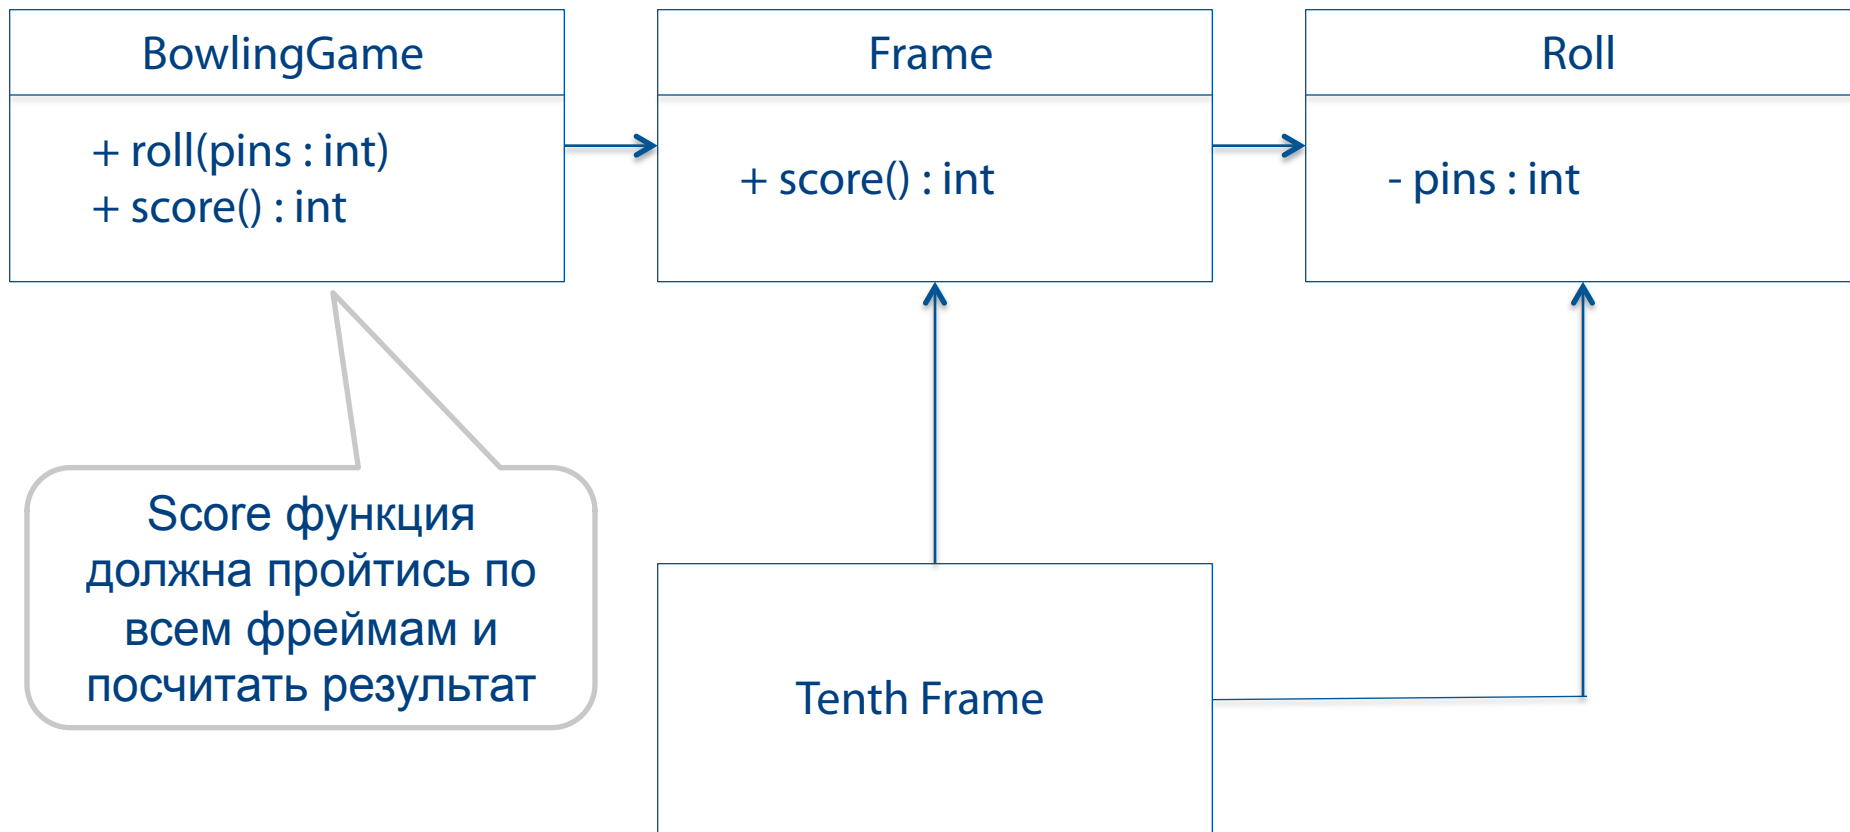 BowlingGame
+ roll(pins : int)
+ score() : int
Frame
+ score() : int
Roll
- pins : int
Score функция
должна пройтись по
всем фреймам и
посчитать результат
Tenth Frame